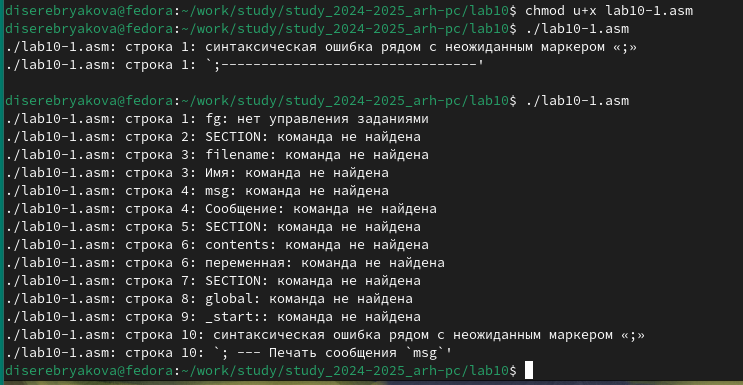 diserebryakova@fedora:~/work/study/study_2024-2025_arh-pc/lab10$ chmod u+x lab10-1.asm
diserebryakova@fedora:~/work/study/study_2024-2025_arh-pc/lab10$ ./lab10-1.asm
./lab10-1.asm: строка 1: синтаксическая ошибка рядом с неожиданным маркером «;»
./lab10-1.asm: строка 1: `;--------------------------------'
diserebryakova@fedora:~/work/study/study_2024-2025_arh-pc/lab10$ ./lab10-1.asm
./lab10-1.asm: строка 1: fg: нет управления заданиями
./lab10-1.asm: строка 2: SECTION: команда не найдена
./lab10-1.asm: строка 3: filename: команда не найдена
./lab10-1.asm: строка 3: Имя: команда не найдена
./lab10-1.asm: строка 4: msg: команда не найдена
./lab10-1.asm: строка 4: Сообщение: команда не найдена
./lab10-1.asm: строка 5: SECTION: команда не найдена
./lab10-1.asm: строка 6: contents: команда не найдена
./lab10-1.asm: строка 6: переменная: команда не найдена
./lab10-1.asm: строка 7: SECTION: команда не найдена
./lab10-1.asm: строка 8: global: команда не найдена
./lab10-1.asm: строка 9: _start:: команда не найдена
./lab10-1.asm: строка 10: синтаксическая ошибка рядом с неожиданным маркером «;»
./lab10-1.asm: строка 10: `; --- Печать сообщения `msg`'
diserebryakova@fedora:~/work/study/study_2024-2025_arh-pc/lab10$